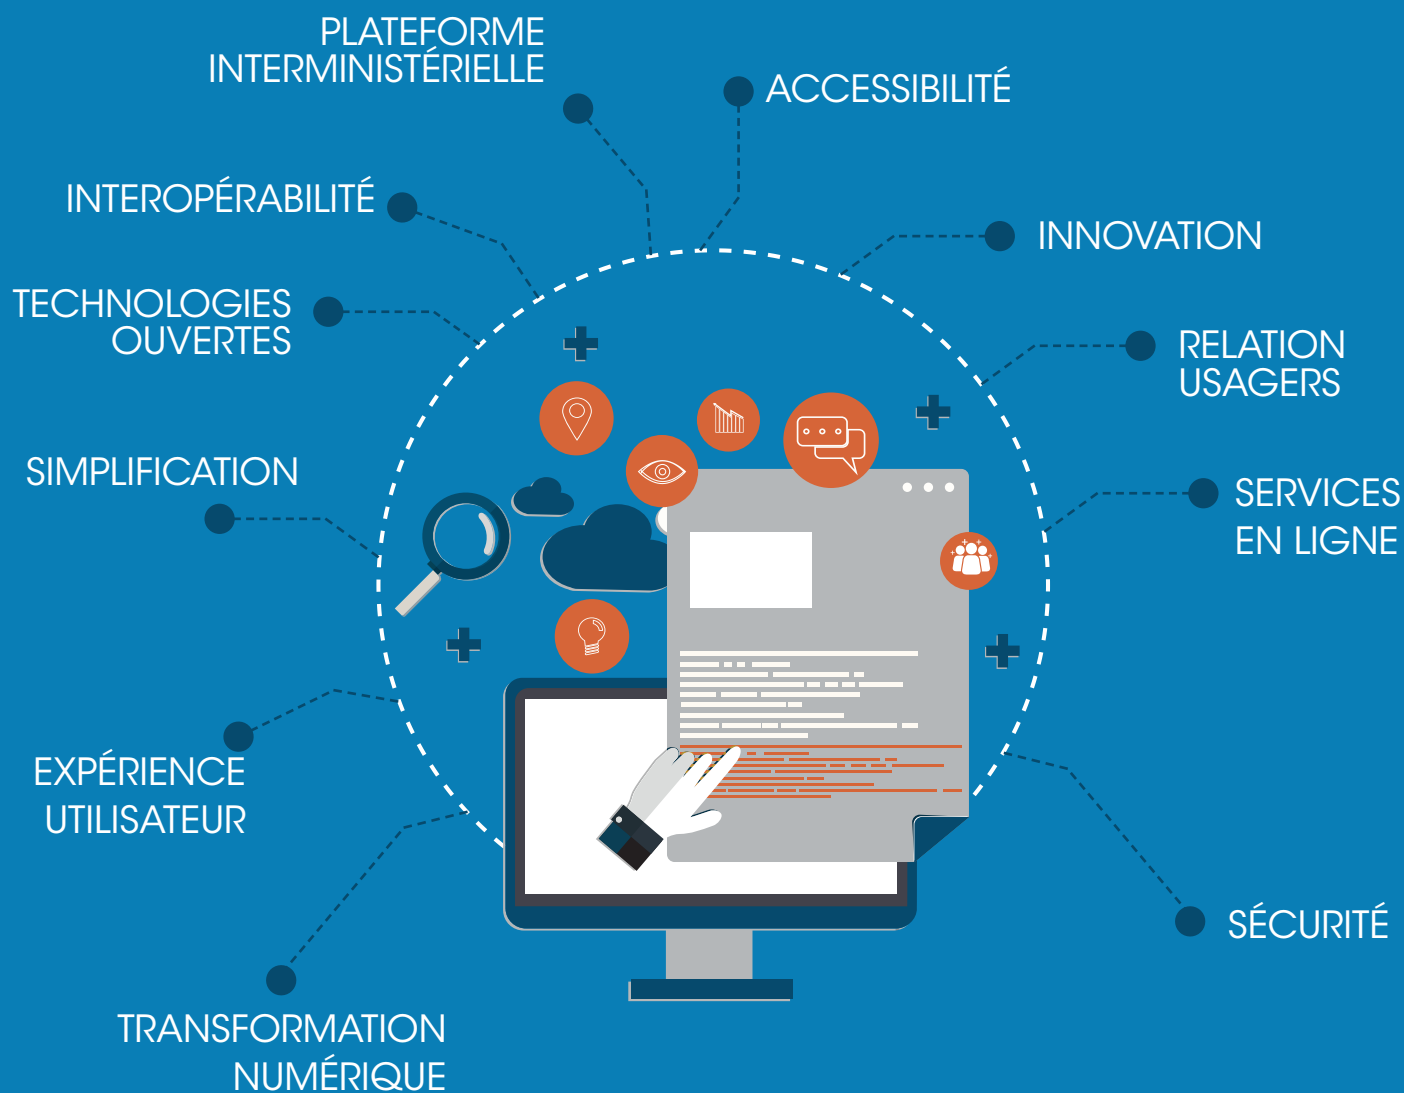 PLATEFORME
INTERMINISTÉRIELLE
ACCESSIBILITÉ
INTEROPÉRABILITÉ
INNOVATION
TECHNOLOGIES
OUVERTES
RELATION
USAGERS
SIMPLIFICATION
SERVICES
EN LIGNE
EXPÉRIENCE
UTILISATEUR
SÉCURITÉ
TRANSFORMATION
NUMÉRIQUE